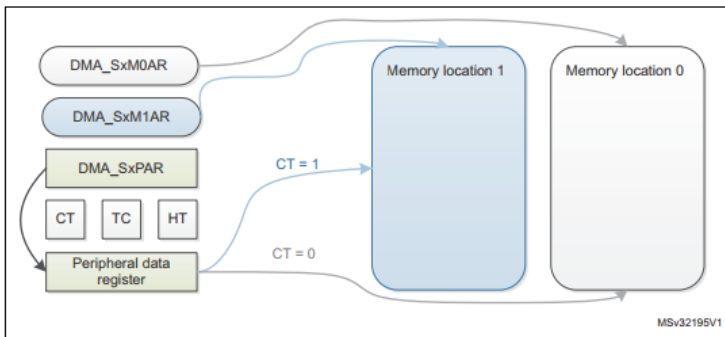 DMA_SxM0AR
DMA_SxM1AR
DMA_SxPAR
CT
TC
HT
Peripheral data
register
CT = 1
CT = 0
Memory location 1
Memory location 0
MSv32195V1